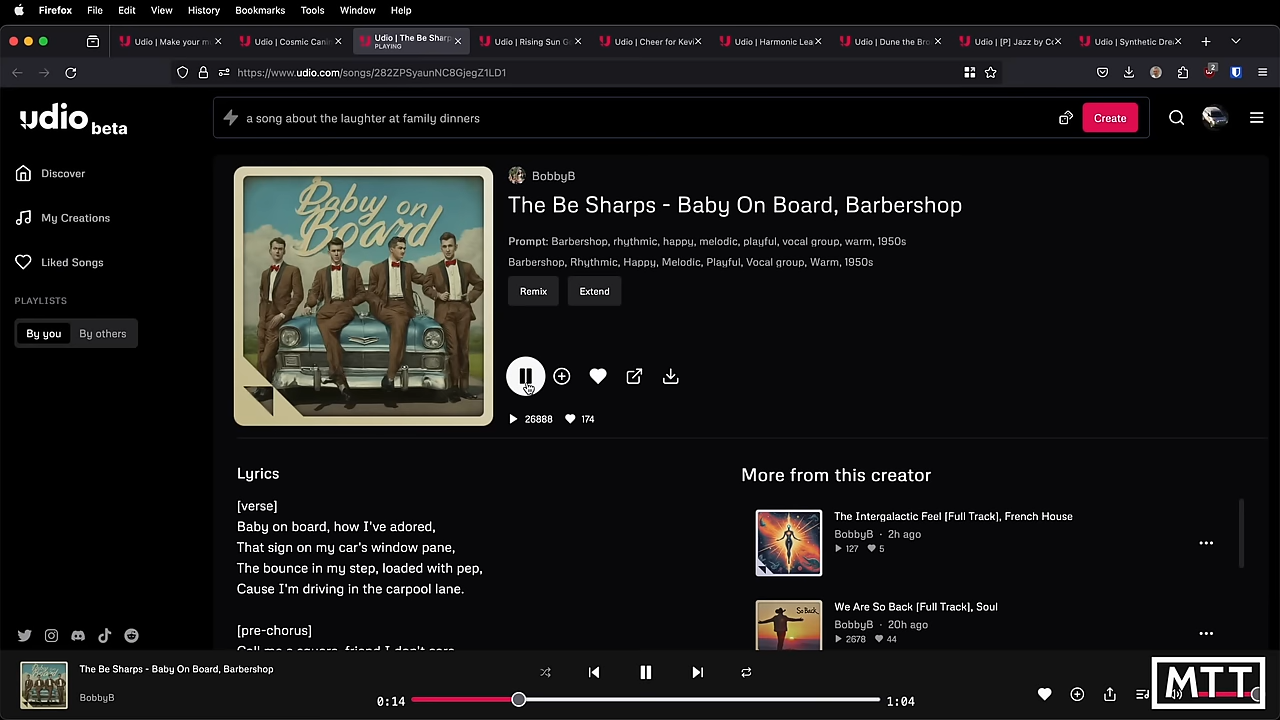 Firefox File Edit View History Bookmarks Tools Window Help
Udio | Make your m
Udio | Cosmic Cani
Udio | The Be Sharp
PLAYING
Udio | Rising Sun Go
Udio | Cheer for Kevi
Udio | Harmonic Lea
Udio | Dune the Bro
Udio | [P] Jazz by Co
Udio | Synthetic Dre
https://www.udio.com/songs/282ZPSyaunNC8GjegZ1LD1
2
udio beta
a song about the laughter at family dinners
Create
Discover
My Creations
Liked Songs
PLAYLISTS
By you By others
Baby on
Board
BobbyB
The Be Sharps - Baby On Board, Barbershop
Prompt: Barbershop, rhythmic, happy, melodic, playful, vocal group, warm, 1950s
Barbershop, Rhythmic, Happy, Melodic, Playful, Vocal group, Warm, 1950s
Remix Extend
26888 174
Lyrics
[verse]
Baby on board, how I've adored,
That sign on my car's window pane,
The bounce in my step, loaded with pep,
Cause I'm driving in the carpool lane.
[pre-chorus]
Call me a square, friend I don't care
More from this creator
The Intergalactic Feel [Full Track], French House
BobbyB · 2h ago
127 5
So Back
We Are So Back [Full Track], Soul
BobbyB · 20h ago
2678 44
The Be Sharps - Baby On Board, Barbershop
BobbyB
0:14 1:04
MTT